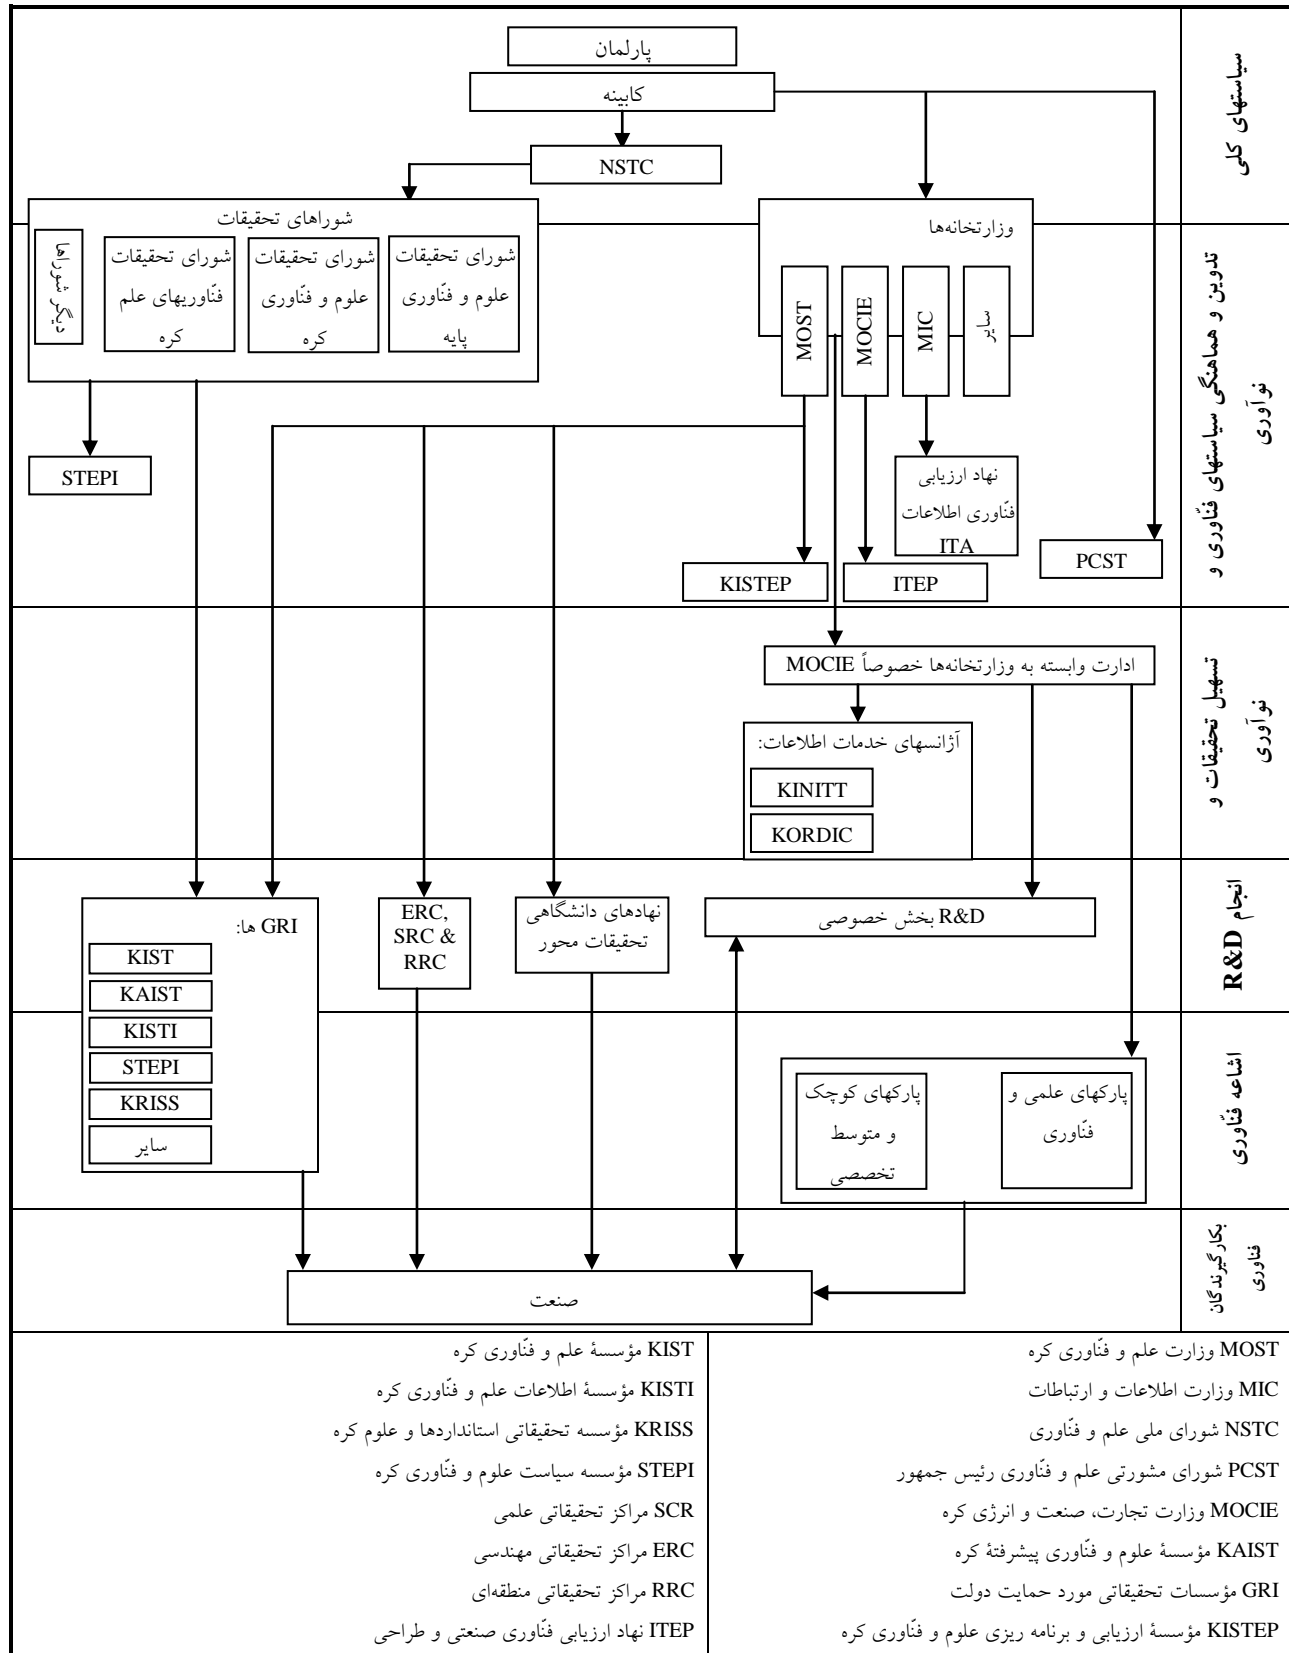 پارلمان
کابینه
NSTC
سیاستهای کلی
شوراهای تحقیقات
شورای تحقیقات
علوم و فنّاوری
پایه
شورای تحقیقات
علوم و فنّاوری
کره
شورای تحقیقات
فنّاوریهای علم
کره
دیگر شوراها
وزارتخانه‌ها
MOST
MOCIE
MIC
سایر
تدوین و هماهنگی سیاستهای فنّاوری و
نوآوری
STEPI
نهاد ارزیابی
فنّاوری اطلاعات
ITA
PCST
KISTEP
ITEP
تسهیل تحقیقات و
نوآوری
ادارت وابسته به وزارتخانه‌ها خصوصاً MOCIE
آژانسهای خدمات اطلاعات:
KINITT
KORDIC
انجام R&D
R&D بخش خصوصی
نهادهای دانشگاهی
تحقیقات محور
ERC,
SRC &
RRC
GRI ها:
KIST
KAIST
KISTI
STEPI
KRISS
سایر
اشاعه فنّاوری
پارکهای علمی و
فنّاوری
پارکهای کوچک
و متوسط
تخصصی
بکارگیرندگان
فناوری
صنعت
MOST وزارت علم و فنّاوری کره
MIC وزارت اطلاعات و ارتباطات
NSTC شورای ملی علم و فنّاوری
PCST شورای مشورتی علم و فنّاوری رئیس جمهور
MOCIE وزارت تجارت، صنعت و انرژی کره
KAIST مؤسسۀ علوم و فنّاوری پیشرفتۀ کره
GRI مؤسسات تحقیقاتی مورد حمایت دولت
KISTEP مؤسسۀ ارزیابی و برنامه ریزی علوم و فنّاوری کره
KIST مؤسسۀ علم و فنّاوری کره
KISTI مؤسسۀ اطلاعات علم و فنّاوری کره
KRISS مؤسسه تحقیقاتی استانداردها و علوم کره
STEPI مؤسسه سیاست علوم و فنّاوری کره
SCR مراکز تحقیقاتی علمی
ERC مراکز تحقیقاتی مهندسی
RRC مراکز تحقیقاتی منطقه‌ای
ITEP نهاد ارزیابی فنّاوری صنعتی و طراحی